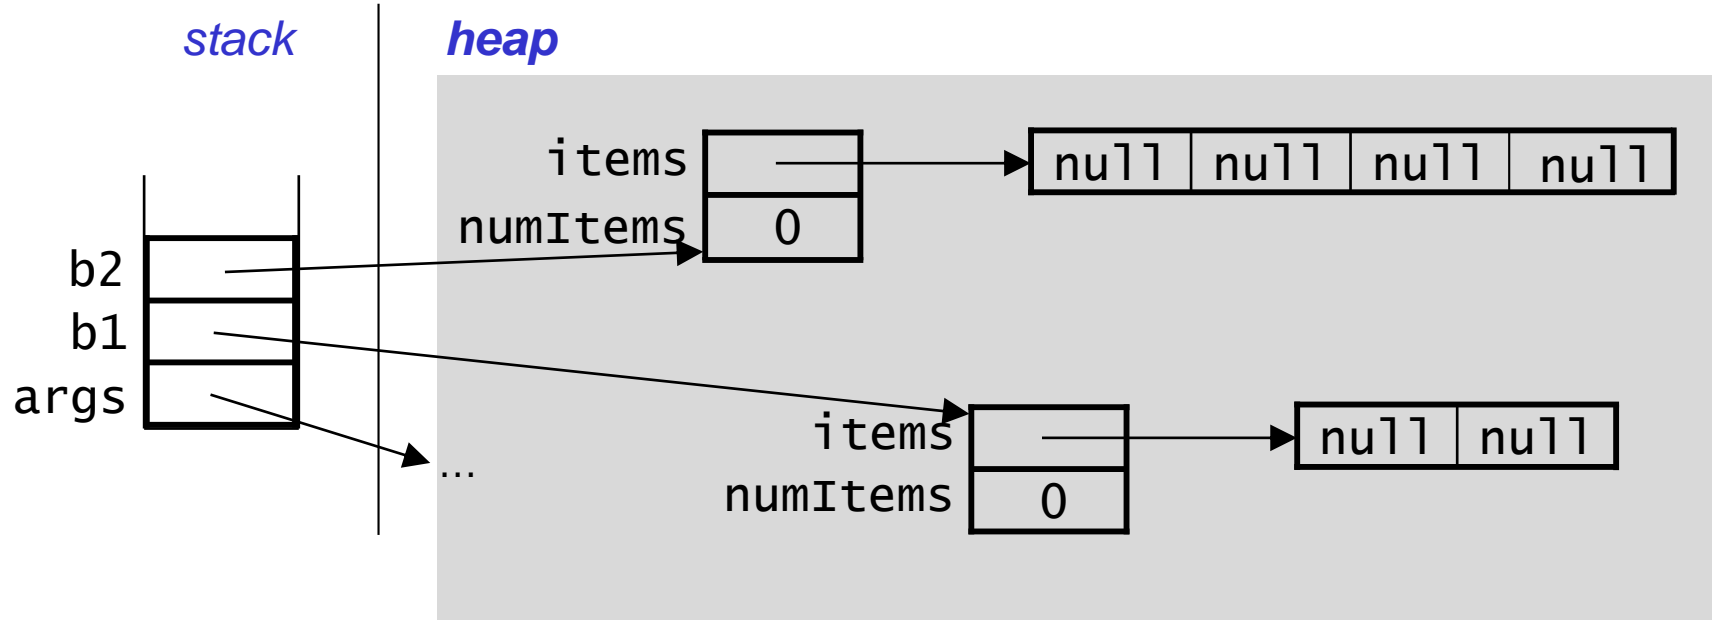 stack
heap
items
null null null null
numItems 0
b2
b1
args
...
items
null null
numItems 0